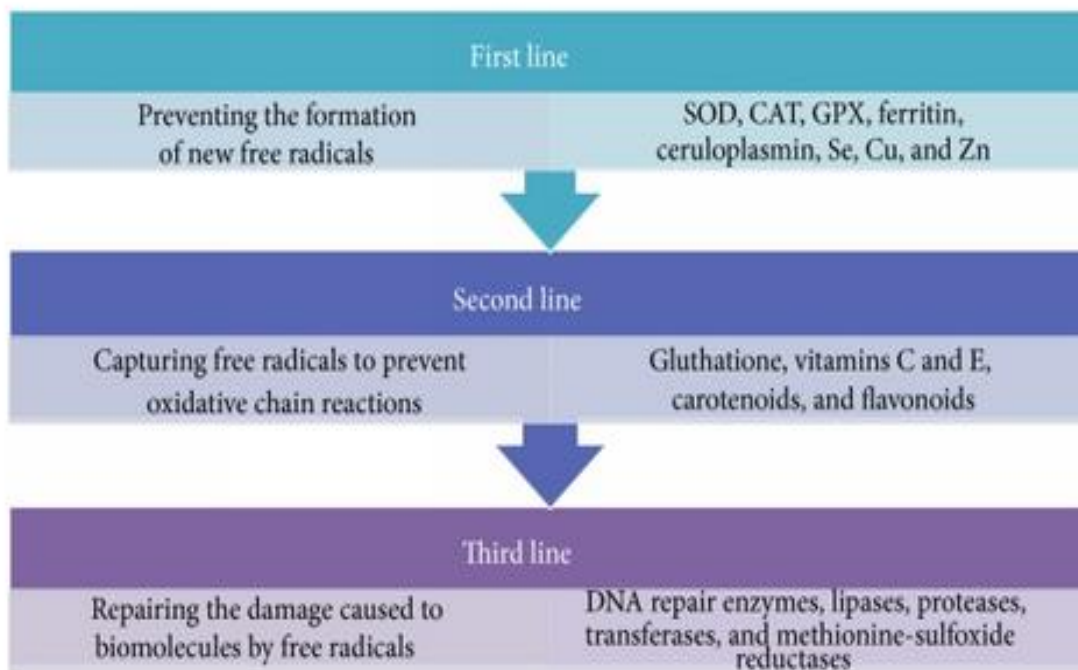 First line
Preventing the formation
of new free radicals
SOD, CAT, GPX, ferritin,
ceruloplasmin, Se, Cu, and Zn
Second line
Capturing free radicals to prevent
oxidative chain reactions
Gluthatione, vitamins C and E,
carotenoids, and flavonoids
Third line
Repairing the damage caused to
biomolecules by free radicals
DNA repair enzymes, lipases, proteases,
transferases, and methionine-sulfoxide
reductases